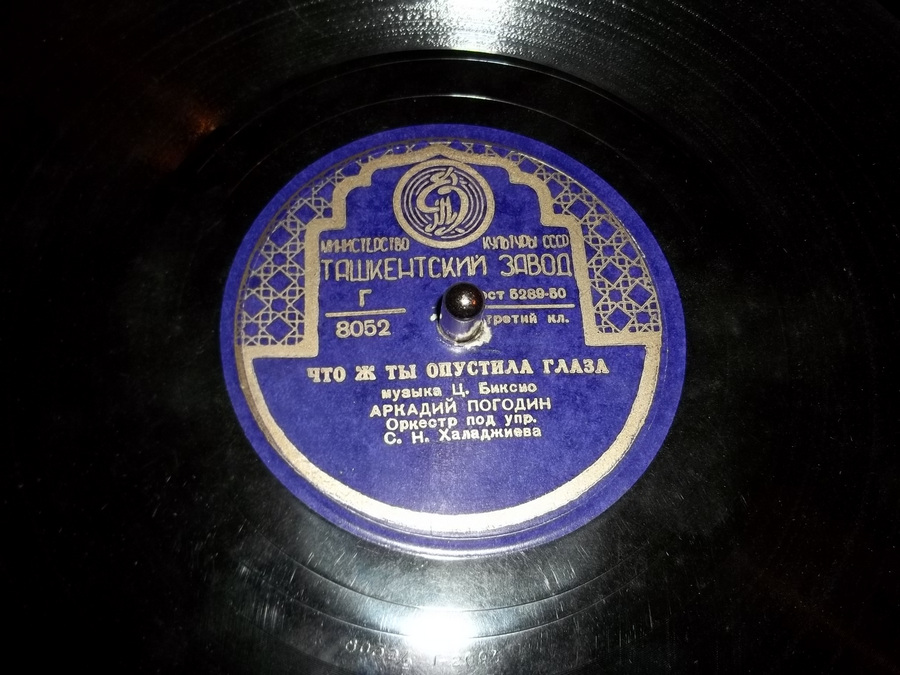 МИНИСТЕРСТВО КУЛЬТУРЫ СССР
ТАШКЕНТСКИЙ ЗАВОД
Г
8052
ост 5289-50
третий кл.
ЧТО Ж ТЫ ОПУСТИЛА ГЛАЗА
музыка Ц. Биксио
АРКАДИЙ ПОГОДИН
Оркестр под упр.
С. Н. Халаджиева